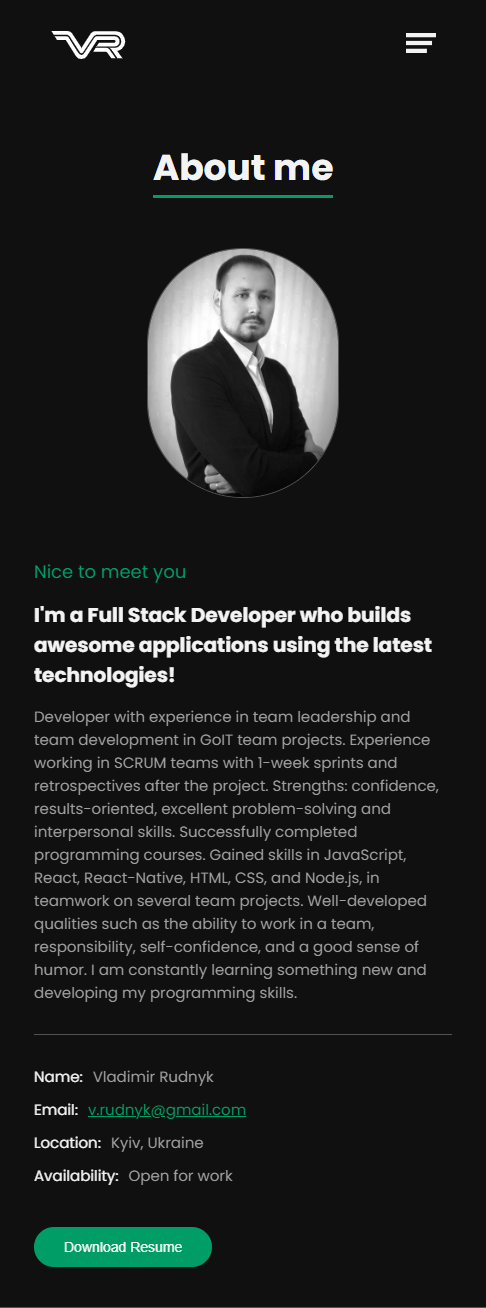 VR
About me
Nice to meet you
I'm a Full Stack Developer who builds
awesome applications using the latest
technologies!
Developer with experience in team leadership and
team development in GoIT team projects. Experience
working in SCRUM teams with 1-week sprints and
retrospectives after the project. Strengths: confidence,
results-oriented, excellent problem-solving and
interpersonal skills. Successfully completed
programming courses. Gained skills in JavaScript,
React, React-Native, HTML, CSS, and Node.js, in
teamwork on several team projects. Well-developed
qualities such as the ability to work in a team,
responsibility, self-confidence, and a good sense of
humor. I am constantly learning something new and
developing my programming skills.
Name: Vladimir Rudnyk
Email: v.rudnyk@gmail.com
Location: Kyiv, Ukraine
Availability: Open for work
Download Resume